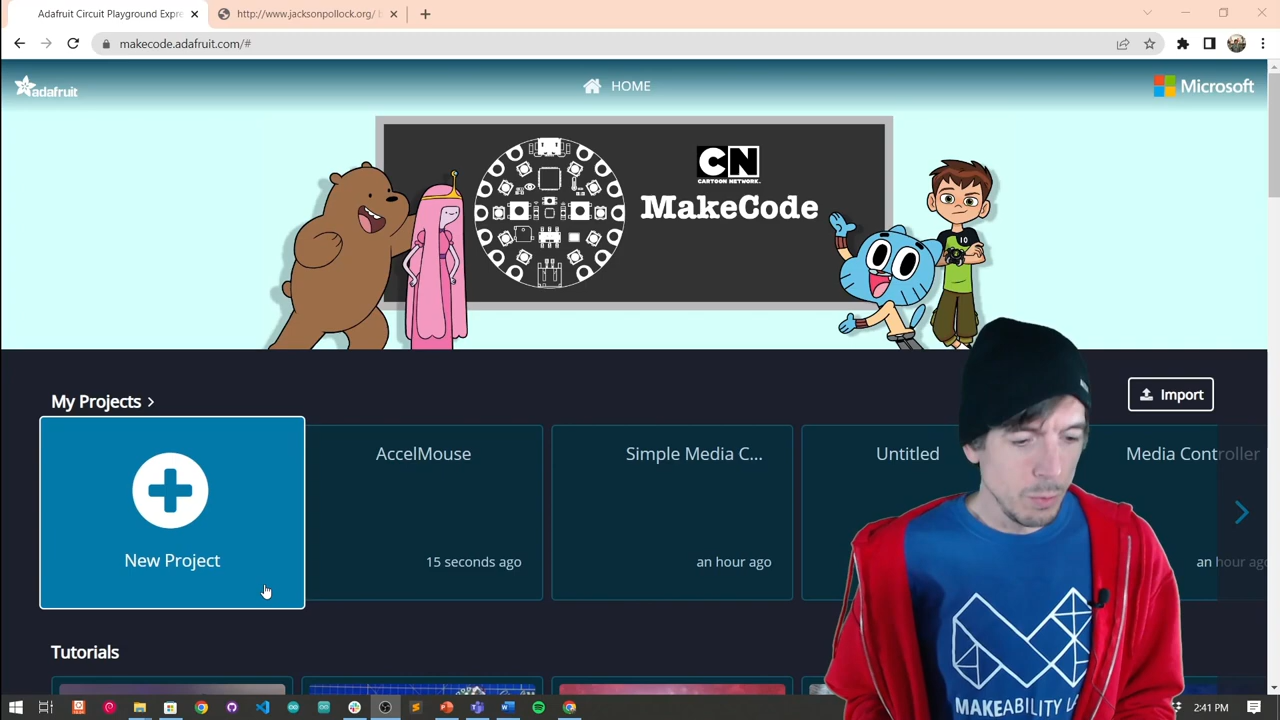 Adafruit Circuit Playground Expre
http://www.jacksonpollock.org/
makecode.adafruit.com/#
adafruit
HOME
Microsoft
CN
CARTOON NETWORK
MakeCode
10
My Projects
Import
New Project
AccelMouse
15 seconds ago
Simple Media C...
an hour ago
Untitled
Media Controller
an hour ago
Tutorials
MAKEABILITY L
2:41 PM